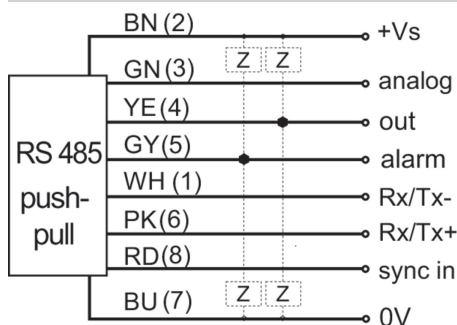 BN (2) +Vs
Z Z
GN (3) analog
YE (4) out
RS 485 GY (5) alarm
push-
pull
WH (1) Rx/Tx-
PK (6) Rx/Tx+
RD (8) sync in
Z Z
BU (7) 0V